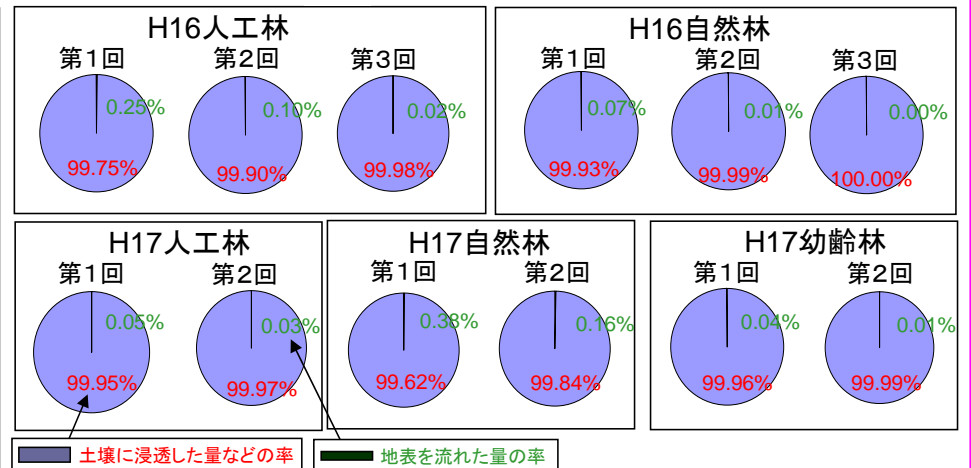 H16人工林
第1回 第2回 第3回
0.25% 0.10% 0.02%
99.75% 99.90% 99.98%
H16自然林
第1回 第2回 第3回
0.07% 0.01% 0.00%
99.93% 99.99% 100.00%
H17人工林
第1回 第2回
0.05% 0.03%
99.95% 99.97%
H17自然林
第1回 第2回
0.38% 0.16%
99.62% 99.84%
H17幼齢林
第1回 第2回
0.04% 0.01%
99.96% 99.99%
土壌に浸透した量などの率
地表を流れた量の率